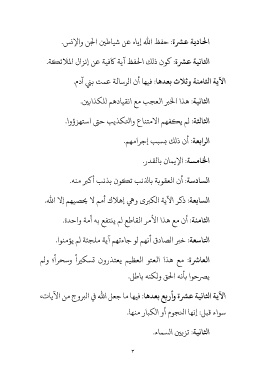 الحادية عشرة: حفظ الله إياه عن شياطين الجن والإنس.
الثانية عشرة: كون ذلك الحفظ آية كافية عن إنزال الملائكة.
الآية الثامنة وثلاث بعدها: فيها أن الرسالة عمت بني آدم.
الثانية: هذا الخبر العجب مع انقيادهم للكذابين.
الثالثة: لم يكفهم الامتناع والتكذيب حتى استهزؤوا.
الرابعة: أن ذلك بسبب إجرامهم.
الخامسة: الإيمان بالقدر.
السادسة: أن العقوبة بالذنب تكون بذنب أكبر منه.
السابعة: ذكر الآية الكبرى وهي إهلاك أمم لا يحصيهم إلا الله.
الثامنة: أن مع هذا الأمر القاطع لم ينتفع به أمة واحدة.
التاسعة: خبر الصادق أنهم لو جاءتهم آية ملجئة لم يؤمنوا.
العاشرة: مع هذا العتو العظيم يعتذرون تسكيراً وسحراً؛ ولم
يصرحوا بأنه الحق ولكنه باطل.
الآية الثانية عشرة وأربع بعدها: فيها ما جعل الله في البروج من الآيات،
سواء قيل: إنها النجوم أو الكبار منها.
الثانية: تزيين السماء.
٣